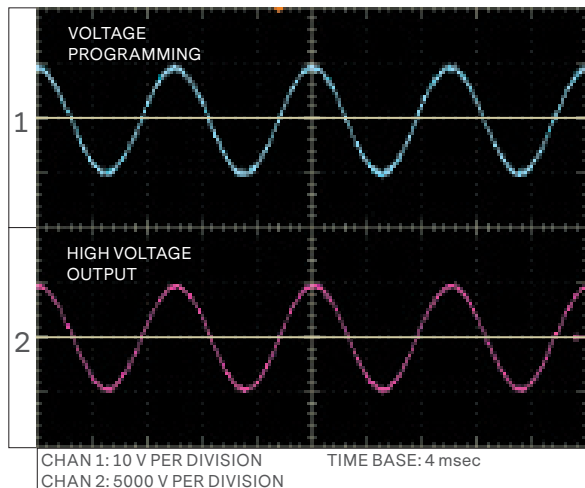 VOLTAGE
PROGRAMMING
1
HIGH VOLTAGE
OUTPUT
2
CHAN 1: 10 V PER DIVISION TIME BASE: 4 msec
CHAN 2: 5000 V PER DIVISION